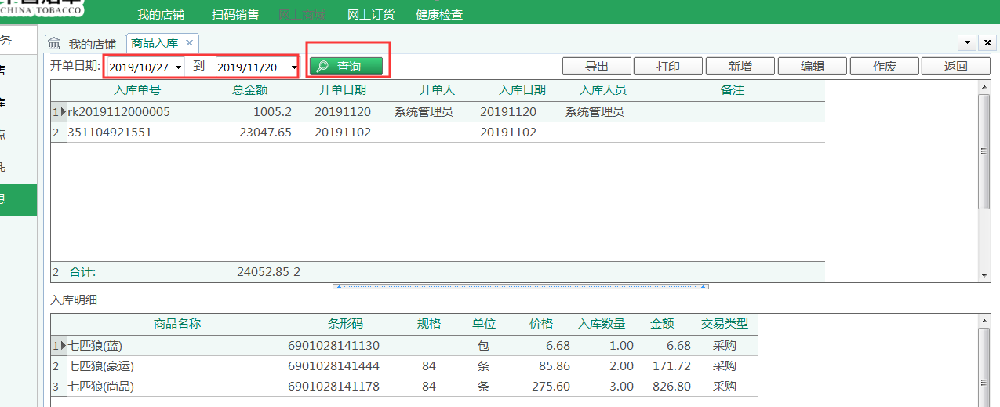 CHINA TOBACCO
我的店铺 扫码销售 网上商城 网上订货 健康检查
务
我的店铺 商品入库
售
开单日期: 2019/10/27 到 2019/11/20 查询 导出 打印 新增 编辑 作废 返回
入库单号 总金额 开单日期 开单人 入库日期 入库人员 备注
库
1 rk2019112000005 1005.2 20191120 系统管理员 20191120 系统管理员
2 351104921551 23047.65 20191102 20191102
点
耗
息
2 合计: 24052.85 2
入库明细
商品名称 条形码 规格 单位 价格 入库数量 金额 交易类型
1 七匹狼(蓝) 6901028141130 包 6.68 1.00 6.68 采购
2 七匹狼(豪运) 6901028141444 84 条 85.86 2.00 171.72 采购
3 七匹狼(尚品) 6901028141178 84 条 275.60 3.00 826.80 采购